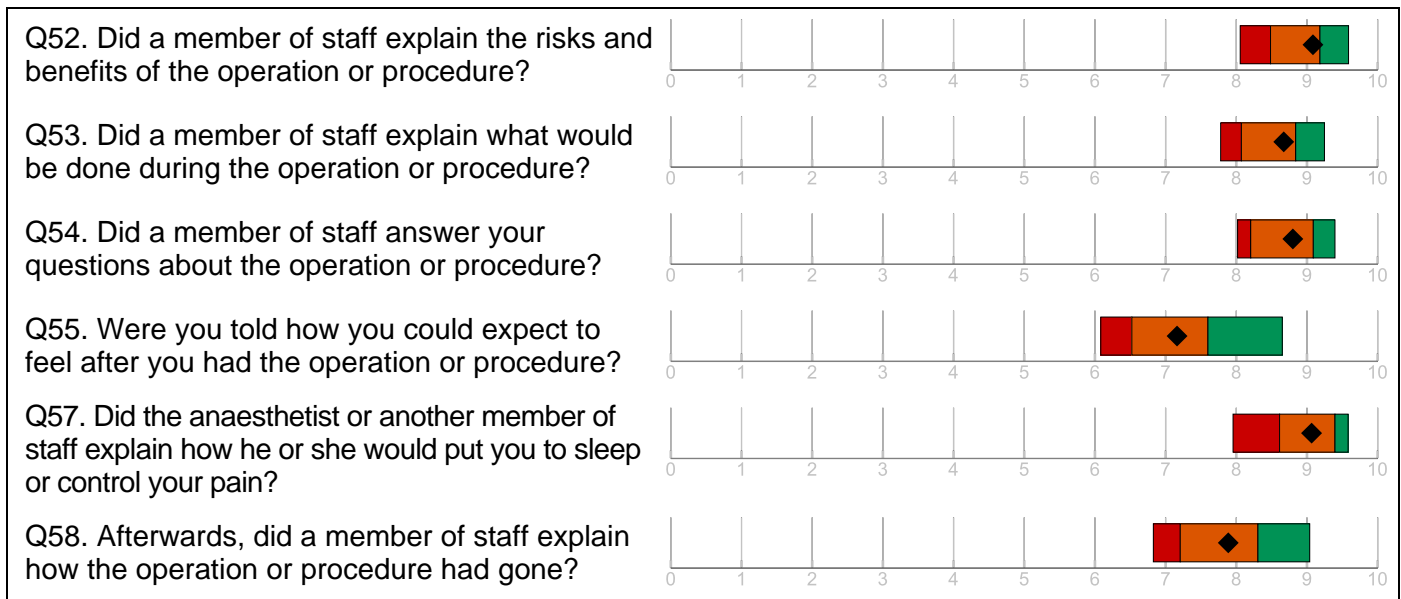 Q52. Did a member of staff explain the risks and
benefits of the operation or procedure?
0 1 2 3 4 5 6 7 8 9 10
Q53. Did a member of staff explain what would
be done during the operation or procedure?
0 1 2 3 4 5 6 7 8 9 10
Q54. Did a member of staff answer your
questions about the operation or procedure?
0 1 2 3 4 5 6 7 8 9 10
Q55. Were you told how you could expect to
feel after you had the operation or procedure?
0 1 2 3 4 5 6 7 8 9 10
Q57. Did the anaesthetist or another member of
staff explain how he or she would put you to sleep
or control your pain?
0 1 2 3 4 5 6 7 8 9 10
Q58. Afterwards, did a member of staff explain
how the operation or procedure had gone?
0 1 2 3 4 5 6 7 8 9 10